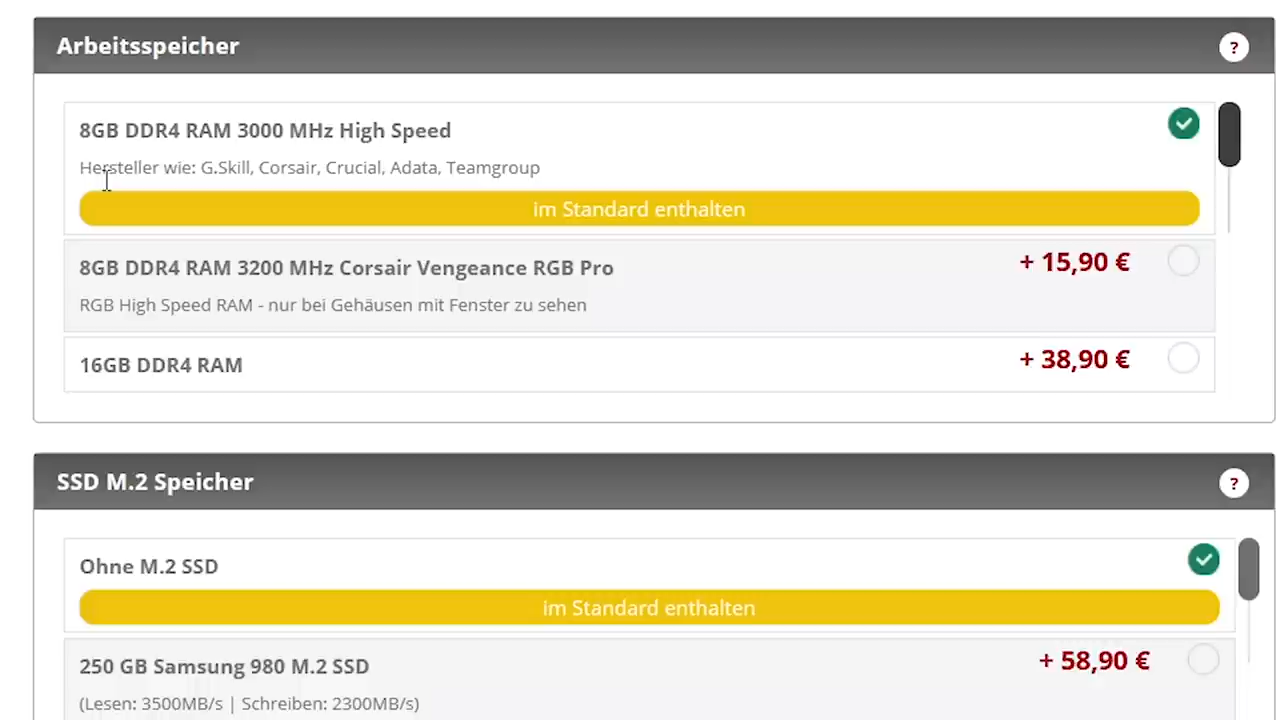 Arbeitsspeicher
?
8GB DDR4 RAM 3000 MHz High Speed
Hersteller wie: G.Skill, Corsair, Crucial, Adata, Teamgroup
im Standard enthalten
8GB DDR4 RAM 3200 MHz Corsair Vengeance RGB Pro
+ 15,90 €
RGB High Speed RAM - nur bei Gehäusen mit Fenster zu sehen
16GB DDR4 RAM
+ 38,90 €
SSD M.2 Speicher
?
Ohne M.2 SSD
im Standard enthalten
250 GB Samsung 980 M.2 SSD
+ 58,90 €
(Lesen: 3500MB/s | Schreiben: 2300MB/s)